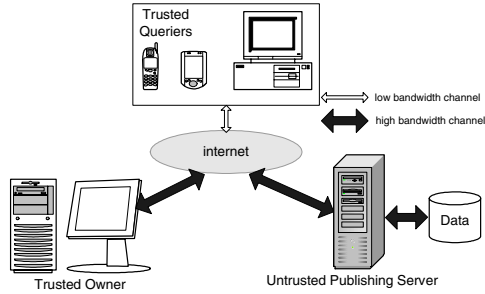 Trusted
Queriers
low bandwidth channel
high bandwidth channel
internet
Data
Trusted Owner
Untrusted Publishing Server